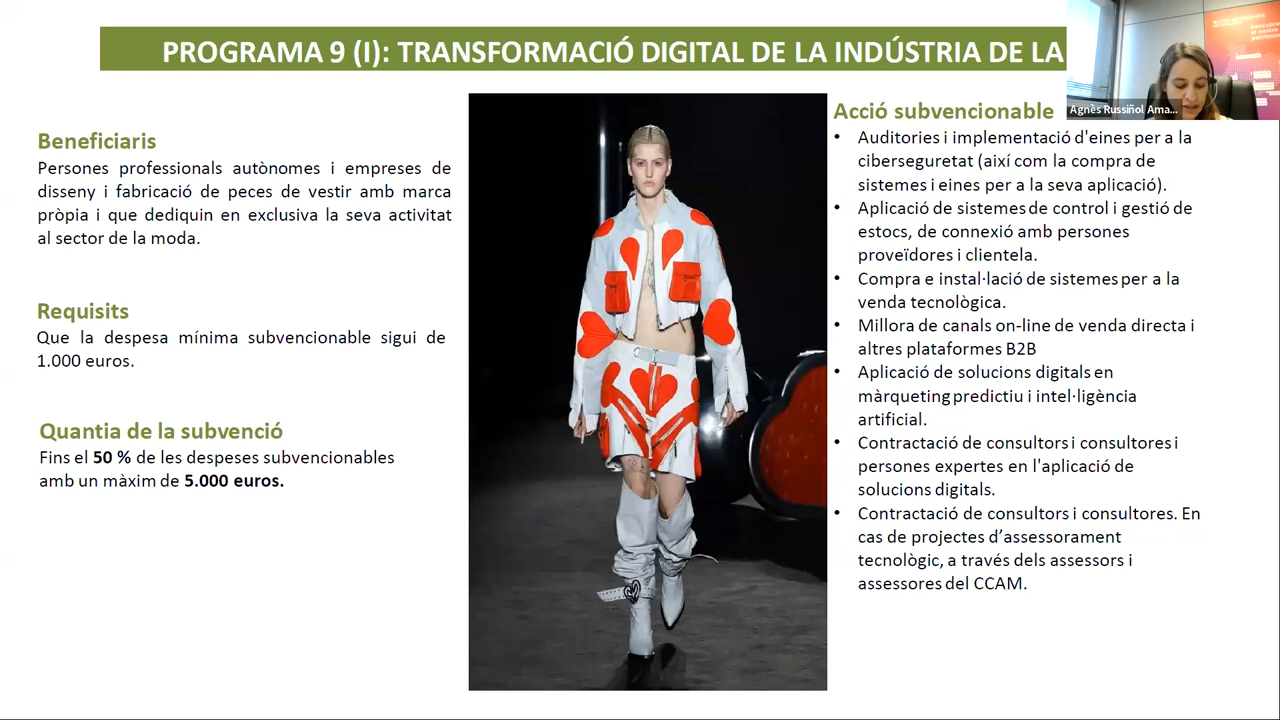 PROGRAMA 9 (I): TRANSFORMACIÓ DIGITAL DE LA INDÚSTRIA DE LA
Beneficiaris
Persones professionals autònomes i empreses de
disseny i fabricació de peces de vestir amb marca
pròpia i que dediquin en exclusiva la seva activitat
al sector de la moda.
Requisits
Que la despesa mínima subvencionable sigui de
1.000 euros.
Quantia de la subvenció
Fins el 50 % de les despeses subvencionables
amb un màxim de 5.000 euros.
Acció subvencionable
• Auditories i implementació d'eines per a la
ciberseguretat (així com la compra de
sistemes i eines per a la seva aplicació).
• Aplicació de sistemes de control i gestió de
estocs, de connexió amb persones
proveïdores i clientela.
• Compra e instal·lació de sistemes per a la
venda tecnològica.
• Millora de canals on-line de venda directa i
altres plataformes B2B
• Aplicació de solucions digitals en
màrqueting predictiu i intel·ligència
artificial.
• Contractació de consultors i consultores i
persones expertes en l'aplicació de
solucions digitals.
• Contractació de consultors i consultores. En
cas de projectes d’assessorament
tecnològic, a través dels assessors i
assessores del CCAM.
Agnès Russiñol Ama...